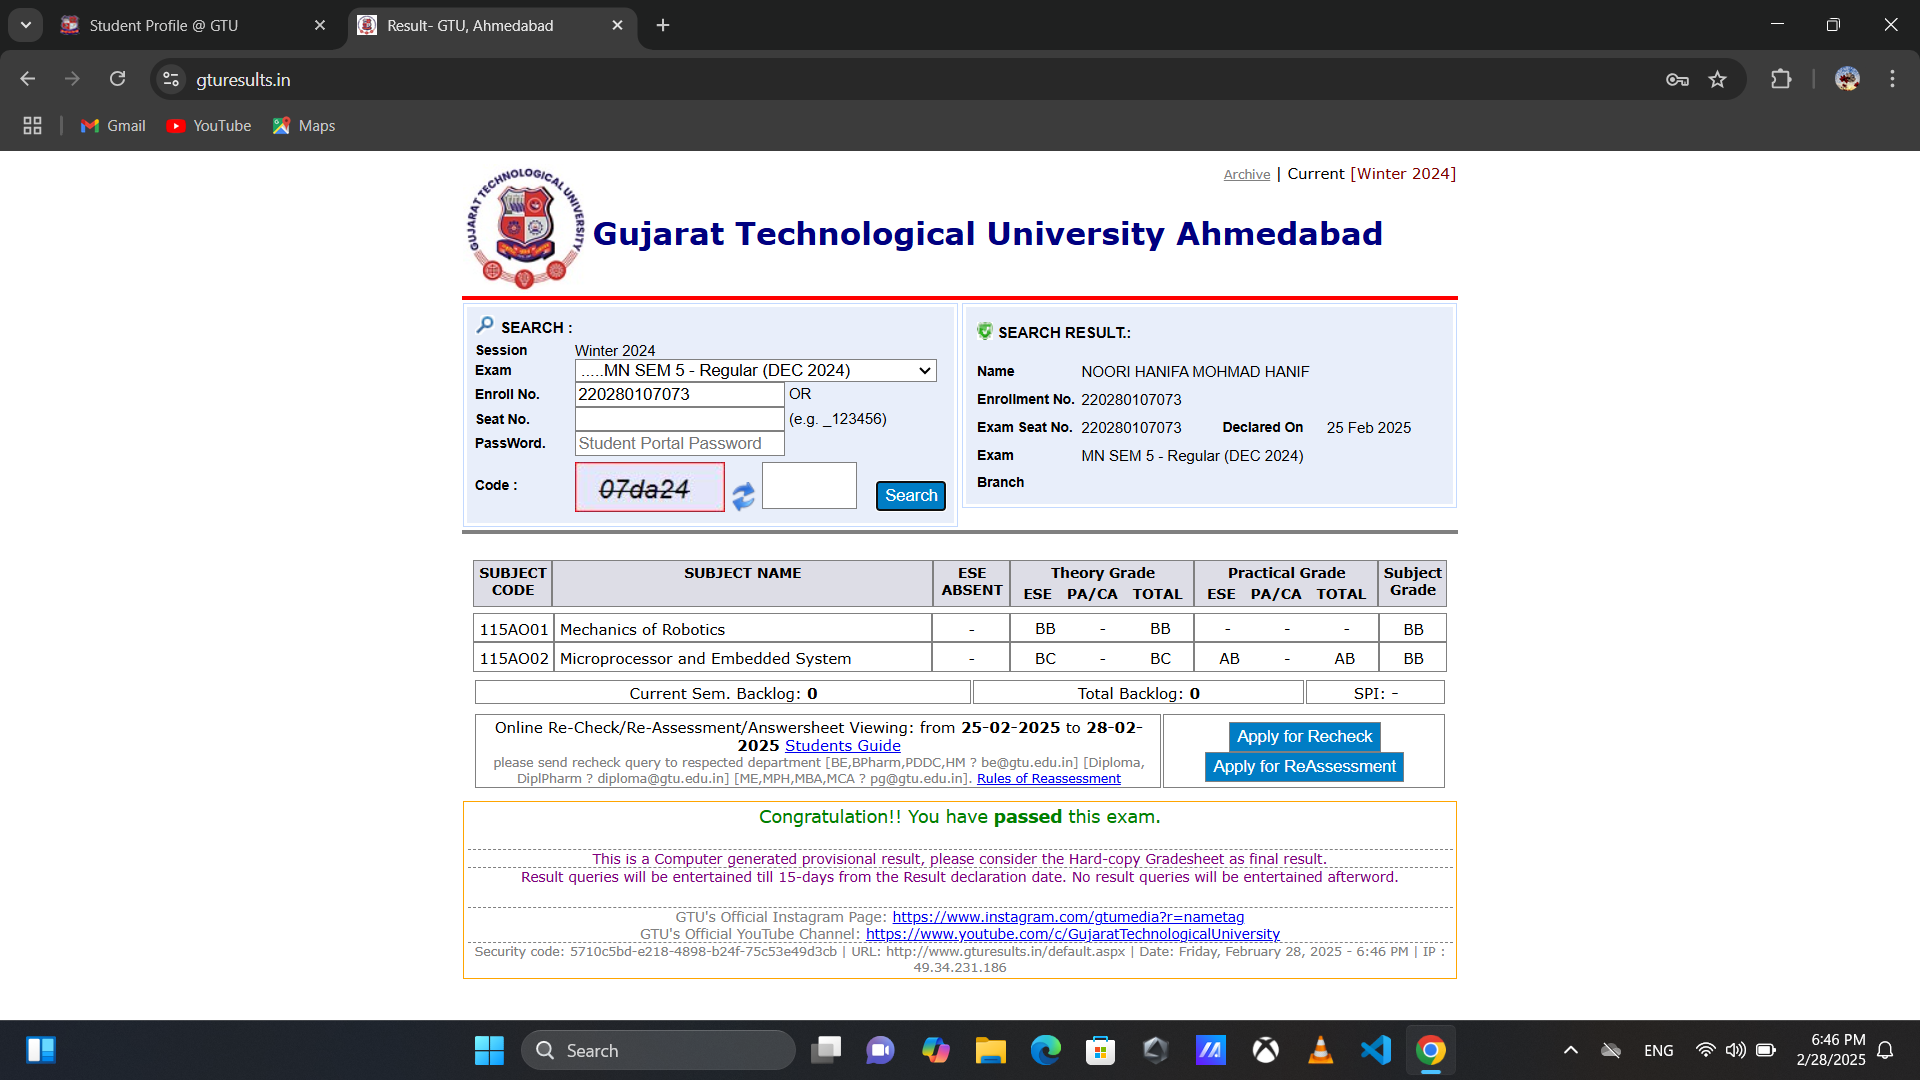 Student Profile @ GTU
Result- GTU, Ahmedabad
gturesults.in
Gmail YouTube Maps
Archive | Current [Winter 2024]
GUJARAT TECHNOLOGICAL UNIVERSITY
Gujarat Technological University Ahmedabad
SEARCH :
Session Winter 2024
Exam .....MN SEM 5 - Regular (DEC 2024)
Enroll No. 220280107073 OR
Seat No. (e.g. _123456)
PassWord. Student Portal Password
Code : 07da24 Search
SEARCH RESULT.:
Name NOORI HANIFA MOHMAD HANIF
Enrollment No. 220280107073
Exam Seat No. 220280107073 Declared On 25 Feb 2025
Exam MN SEM 5 - Regular (DEC 2024)
Branch
SUBJECT CODE SUBJECT NAME ESE ABSENT Theory Grade ESE PA/CA TOTAL Practical Grade ESE PA/CA TOTAL Subject Grade
115AO01 Mechanics of Robotics - BB - BB - - - BB
115AO02 Microprocessor and Embedded System - BC - BC AB - AB BB
Current Sem. Backlog: 0 Total Backlog: 0 SPI: -
Online Re-Check/Re-Assessment/Answersheet Viewing: from 25-02-2025 to 28-02-
2025 Students Guide
please send recheck query to respected department [BE,BPharm,PDDC,HM ? be@gtu.edu.in] [Diploma,
DiplPharm ? diploma@gtu.edu.in] [ME,MPH,MBA,MCA ? pg@gtu.edu.in]. Rules of Reassessment
Apply for Recheck
Apply for ReAssessment
Congratulation!! You have passed this exam.
This is a Computer generated provisional result, please consider the Hard-copy Gradesheet as final result.
Result queries will be entertained till 15-days from the Result declaration date. No result queries will be entertained afterword.
GTU's Official Instagram Page: https://www.instagram.com/gtumedia?r=nametag
GTU's Official YouTube Channel: https://www.youtube.com/c/GujaratTechnologicalUniversity
Security code: 5710c5bd-e218-4898-b24f-75c53e49d3cb | URL: http://www.gturesults.in/default.aspx | Date: Friday, February 28, 2025 - 6:46 PM | IP :
49.34.231.186
Search
ENG
6:46 PM
2/28/2025